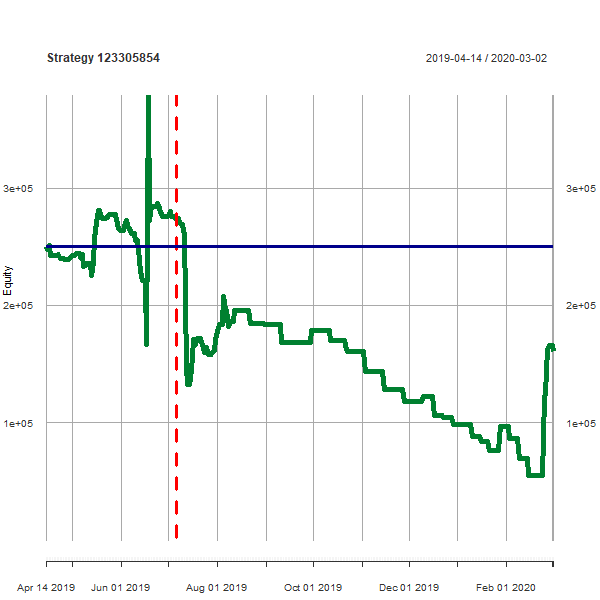 Strategy 123305854
2019-04-14 / 2020-03-02
3e+05
3e+05
Equity
2e+05
2e+05
1e+05
1e+05
Apr 14 2019
Jun 01 2019
Aug 01 2019
Oct 01 2019
Dec 01 2019
Feb 01 2020